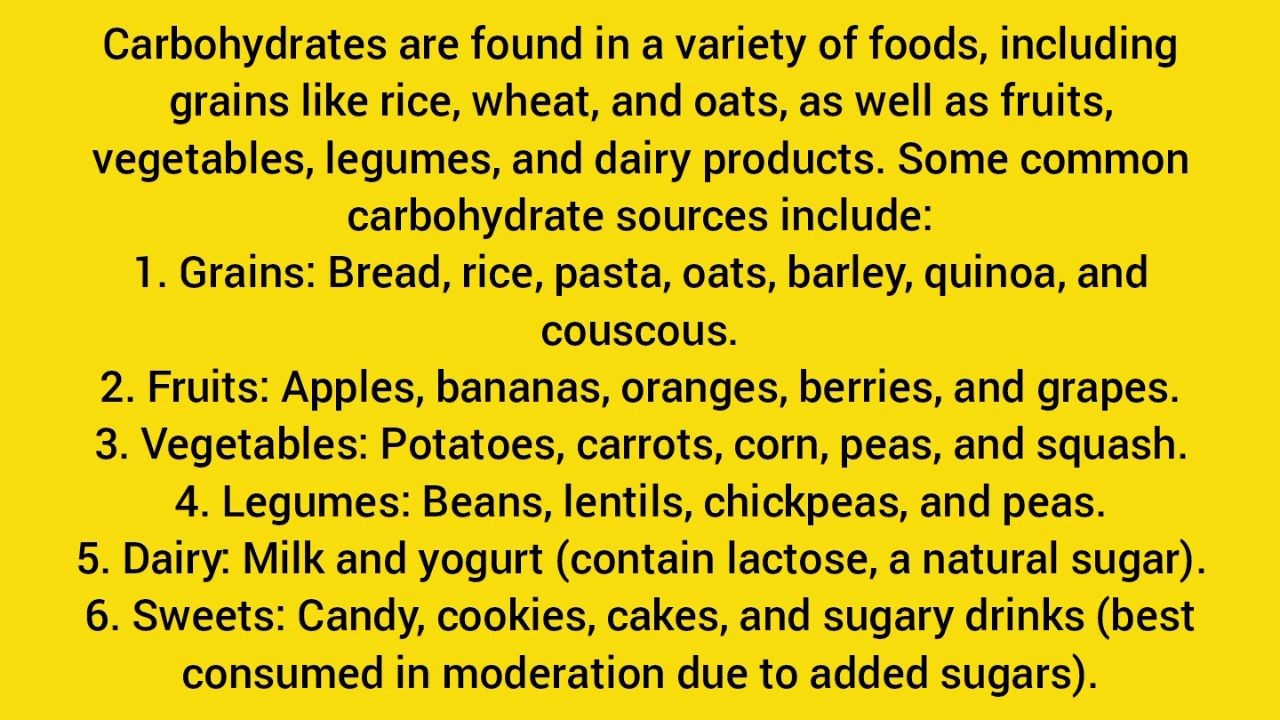 Carbohydrates are found in a variety of foods, including
grains like rice, wheat, and oats, as well as fruits,
vegetables, legumes, and dairy products. Some common
carbohydrate sources include:
1. Grains: Bread, rice, pasta, oats, barley, quinoa, and
couscous.
2. Fruits: Apples, bananas, oranges, berries, and grapes.
3. Vegetables: Potatoes, carrots, corn, peas, and squash.
4. Legumes: Beans, lentils, chickpeas, and peas.
5. Dairy: Milk and yogurt (contain lactose, a natural sugar).
6. Sweets: Candy, cookies, cakes, and sugary drinks (best
consumed in moderation due to added sugars).